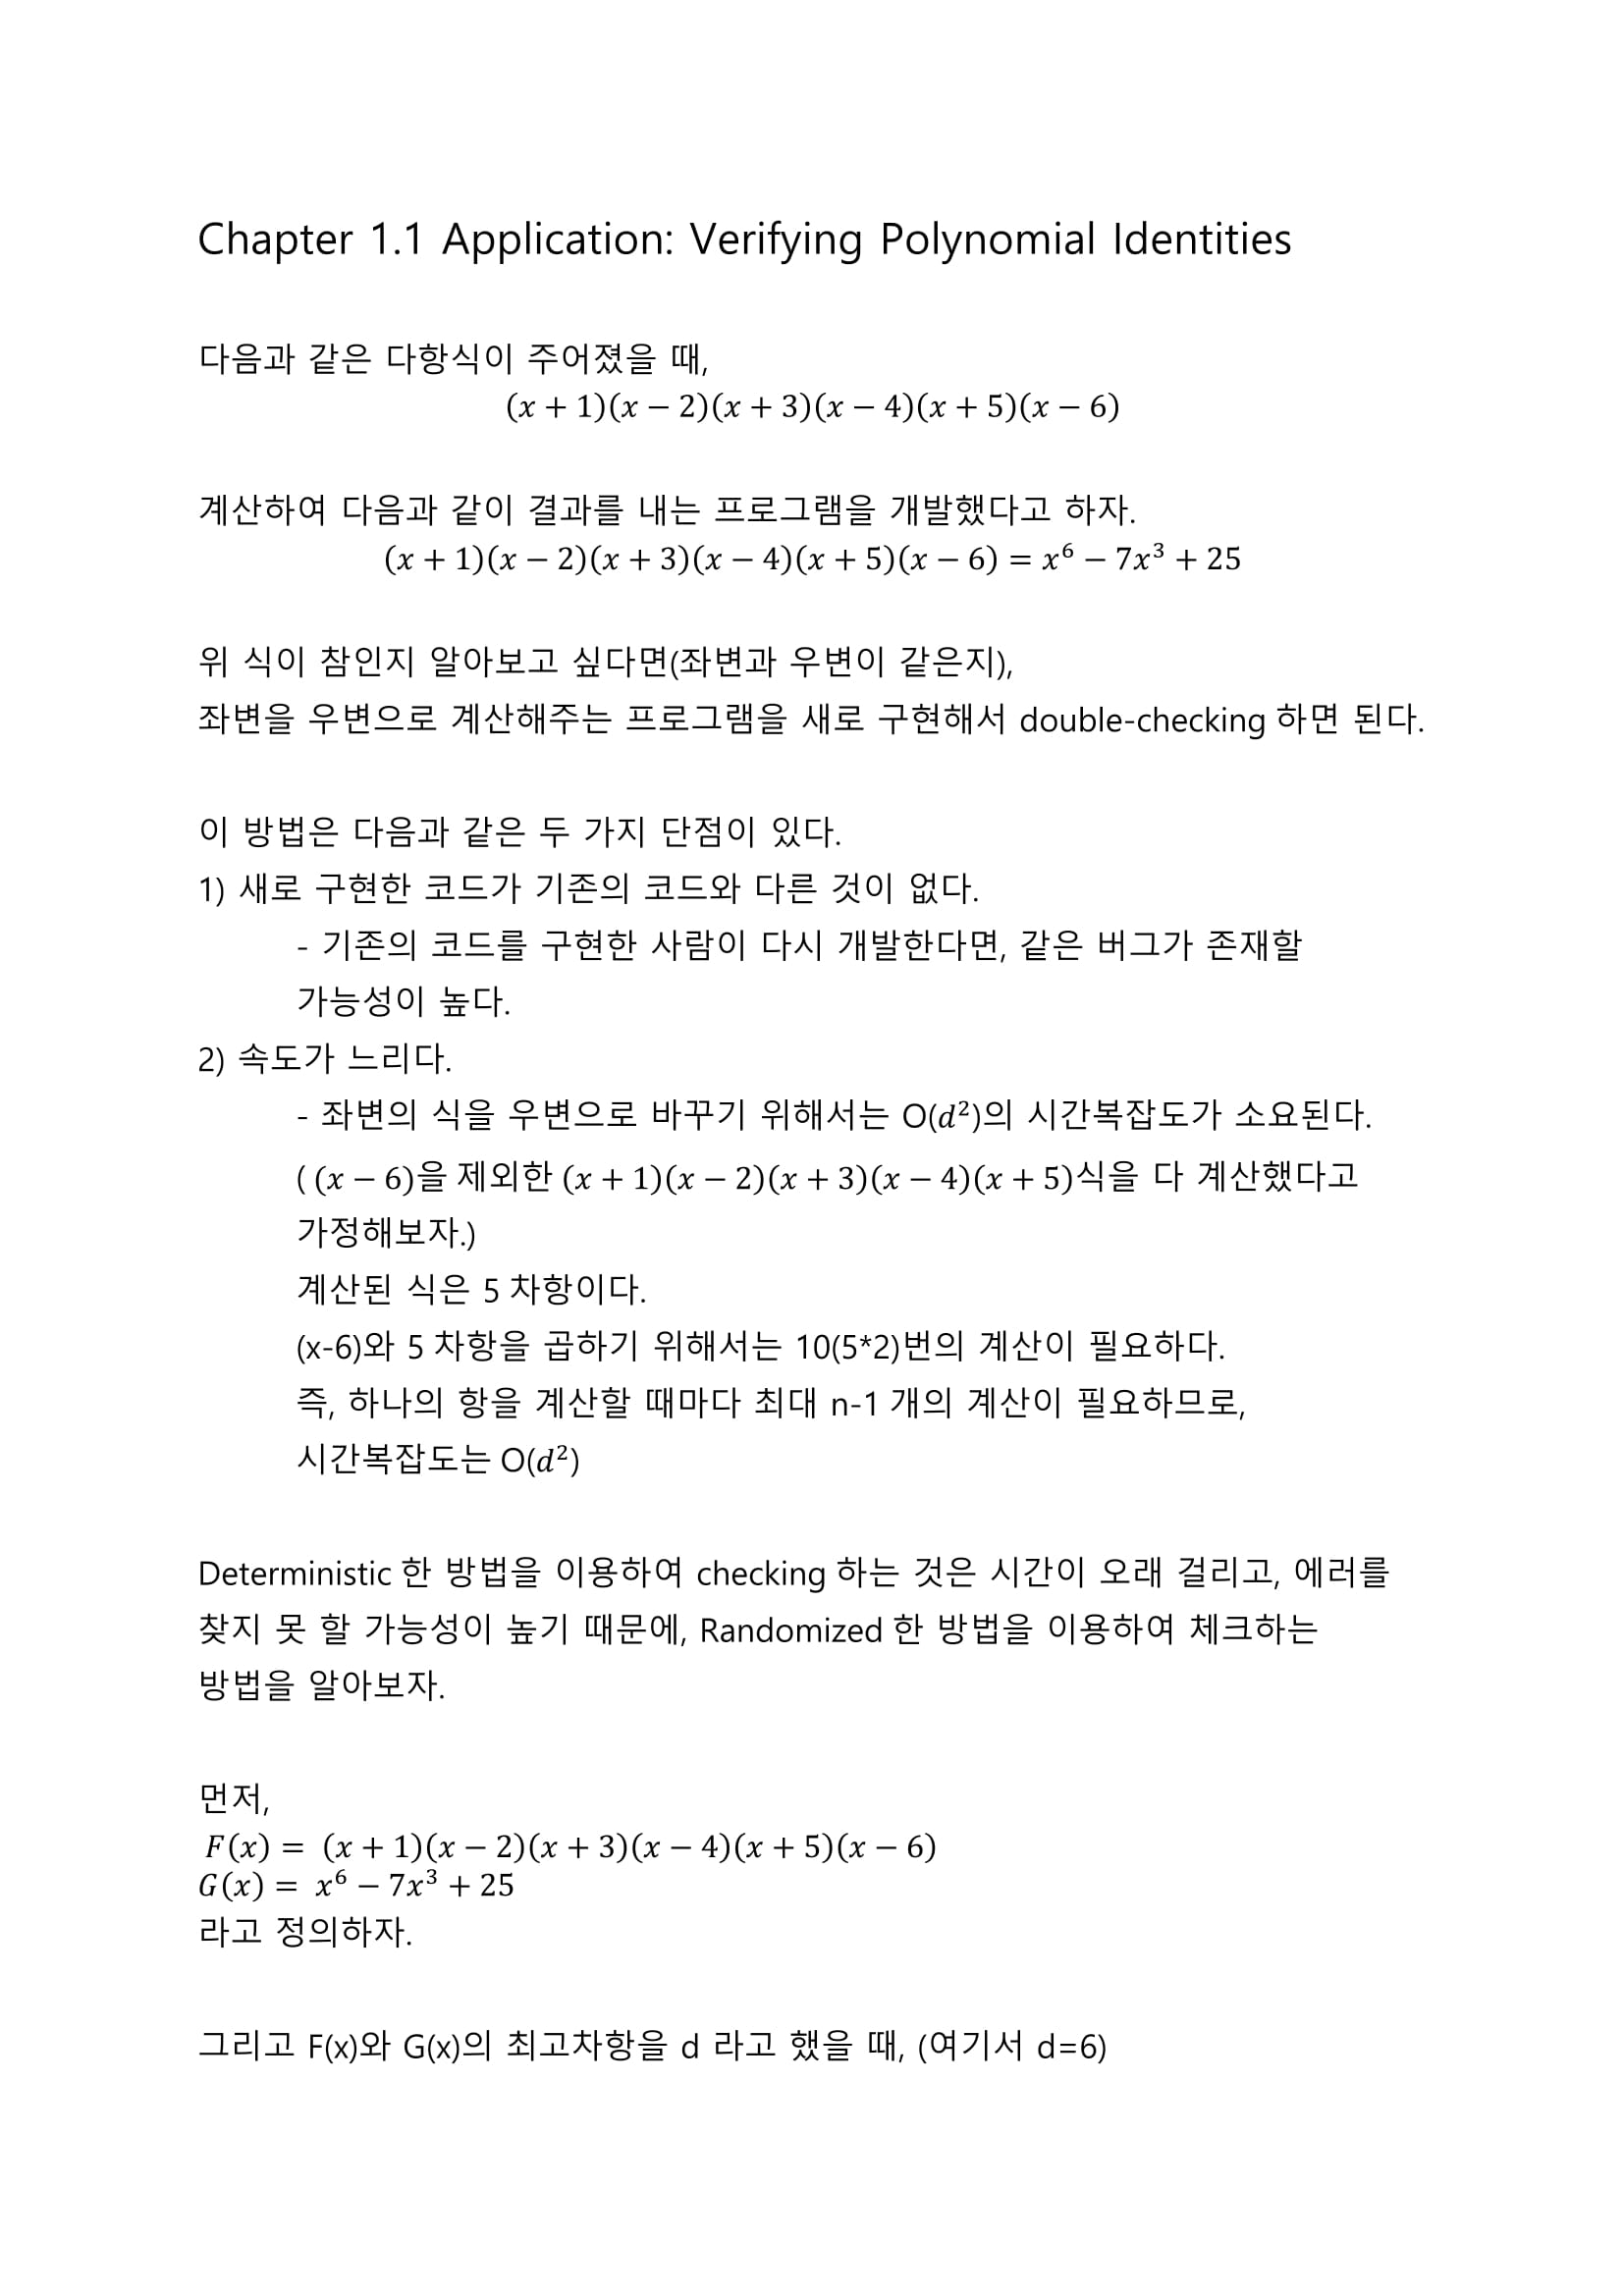 Chapter 1.1 Application: Verifying Polynomial Identities
다음과 같은 다항식이 주어졌을 때,
(x + 1)(x − 2)(x + 3)(x − 4)(x + 5)(x − 6)
계산하여 다음과 같이 결과를 내는 프로그램을 개발했다고 하자.
(x + 1)(x − 2)(x + 3)(x − 4)(x + 5)(x − 6) = x⁶ − 7x³ + 25
위 식이 참인지 알아보고 싶다면(좌변과 우변이 같은지),
좌변을 우변으로 계산해주는 프로그램을 새로 구현해서 double-checking 하면 된다.
이 방법은 다음과 같은 두 가지 단점이 있다.
1) 새로 구현한 코드가 기존의 코드와 다른 것이 없다.
- 기존의 코드를 구현한 사람이 다시 개발한다면, 같은 버그가 존재할
가능성이 높다.
2) 속도가 느리다.
- 좌변의 식을 우변으로 바꾸기 위해서는 O(d²)의 시간복잡도가 소요된다.
( (x − 6)을 제외한 (x + 1)(x − 2)(x + 3)(x − 4)(x + 5)식을 다 계산했다고
가정해보자.)
계산된 식은 5 차항이다.
(x-6)와 5 차항을 곱하기 위해서는 10(5*2)번의 계산이 필요하다.
즉, 하나의 항을 계산할 때마다 최대 n-1 개의 계산이 필요하므로,
시간복잡도는 O(d²)
Deterministic 한 방법을 이용하여 checking 하는 것은 시간이 오래 걸리고, 에러를
찾지 못 할 가능성이 높기 때문에, Randomized 한 방법을 이용하여 체크하는
방법을 알아보자.
먼저,
F(x) = (x + 1)(x − 2)(x + 3)(x − 4)(x + 5)(x − 6)
G(x) = x⁶ − 7x³ + 25
라고 정의하자.
그리고 F(x)와 G(x)의 최고차항을 d 라고 했을 때, (여기서 d=6)